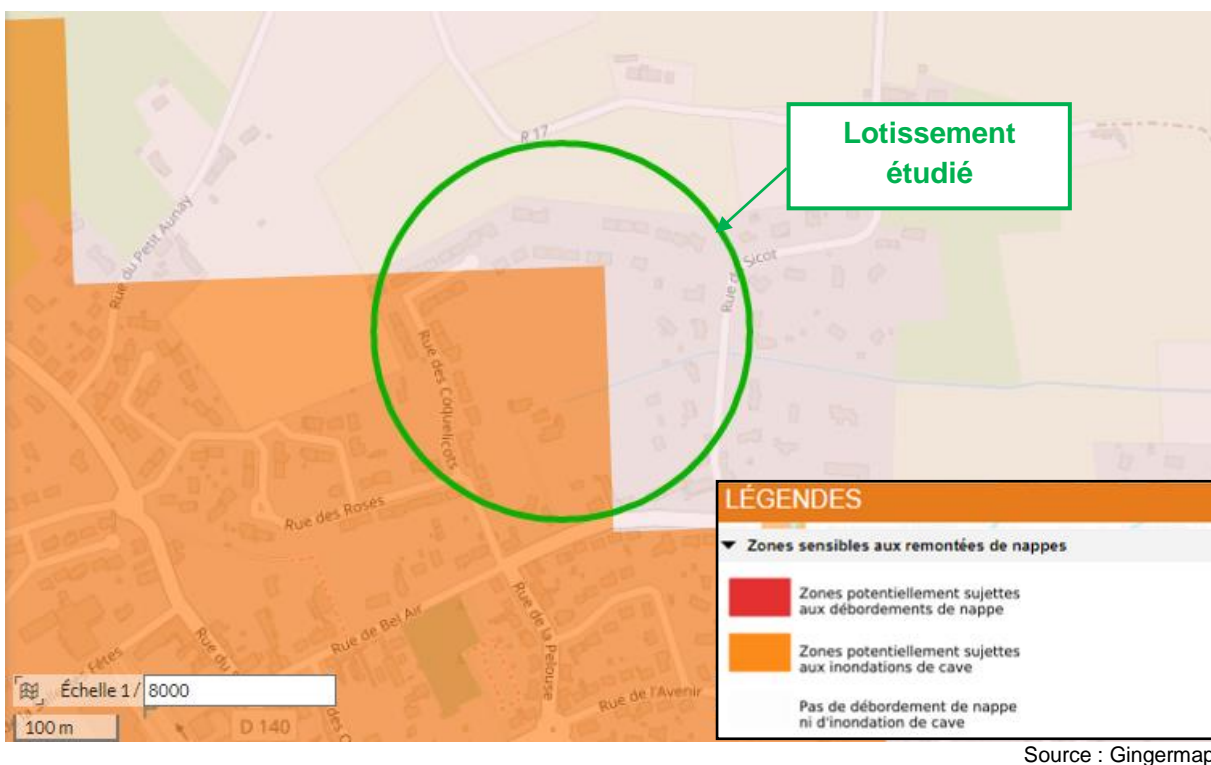 R 17
Lotissement
étudié
Rue du Petit Aunay
Rue du Sicot
Rue des Coquelicots
Rue des Roses
Rue de Bel Air
Rue de la Pelouse
Rue de l'Avenir
Rue du
Fêtes
D 140
LÉGENDES
Zones sensibles aux remontées de nappes
Zones potentiellement sujettes
aux débordements de nappe
Zones potentiellement sujettes
aux inondations de cave
Pas de débordement de nappe
ni d'inondation de cave
Échelle 1/ 8000
100 m
Source : Gingermap